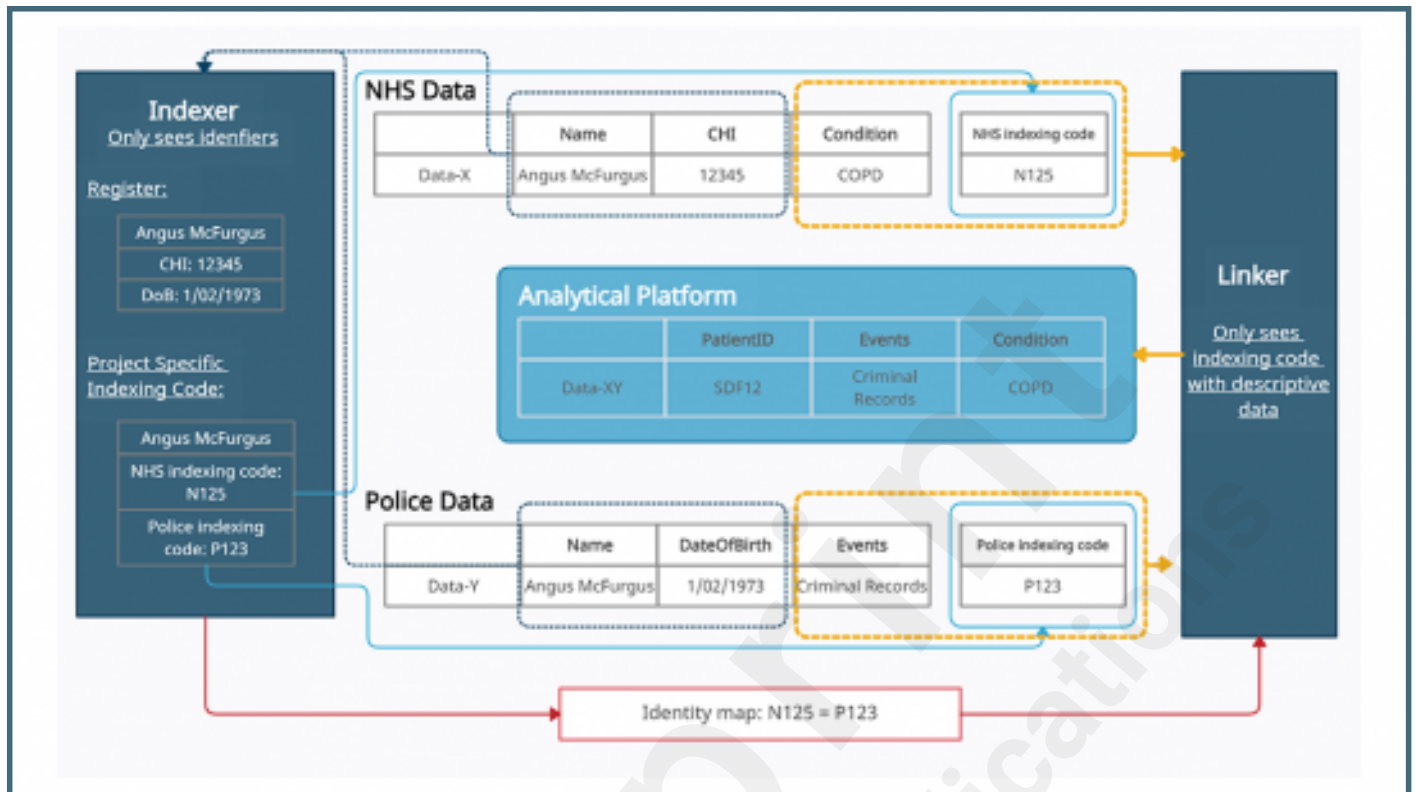 Indexer
Only sees idenfiers
Register:
Angus McFurgus
CHI: 12345
DoB: 1/02/1973
Project Specific
Indexing Code:
Angus McFurgus
NHS indexing code:
N125
Police indexing
code: P123
NHS Data
Name CHI Condition NHS indexing code
Data-X Angus McFurgus 12345 COPD N125
Analytical Platform
PatientID Events Condition
Data-XY SDF12 Criminal
Records COPD
Police Data
Name DateOfBirth Events Police indexing code
Data-Y Angus McFurgus 1/02/1973 Criminal Records P123
Identity map: N125 = P123
Linker
Only sees
indexing code
with descriptive
data